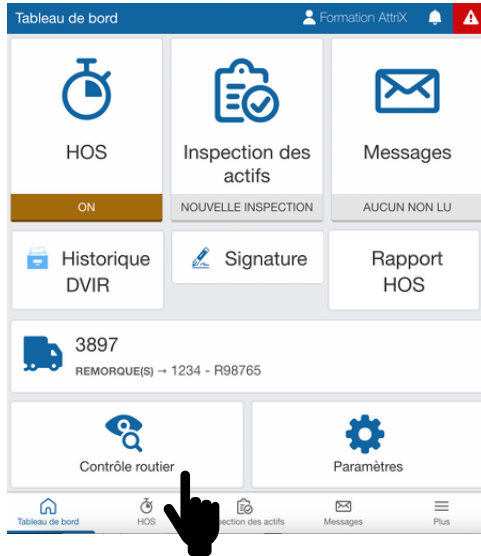 Tableau de bord
Formation AttriX
HOS
Inspection des
actifs
Messages
ON
NOUVELLE INSPECTION
AUCUN NON LU
Historique
DVIR
Signature
Rapport
HOS
3897
REMORQUE(S) → 1234 - R98765
Contrôle routier
Paramètres
Tableau de bord
HOS
pection des actifs
Messages
Plus